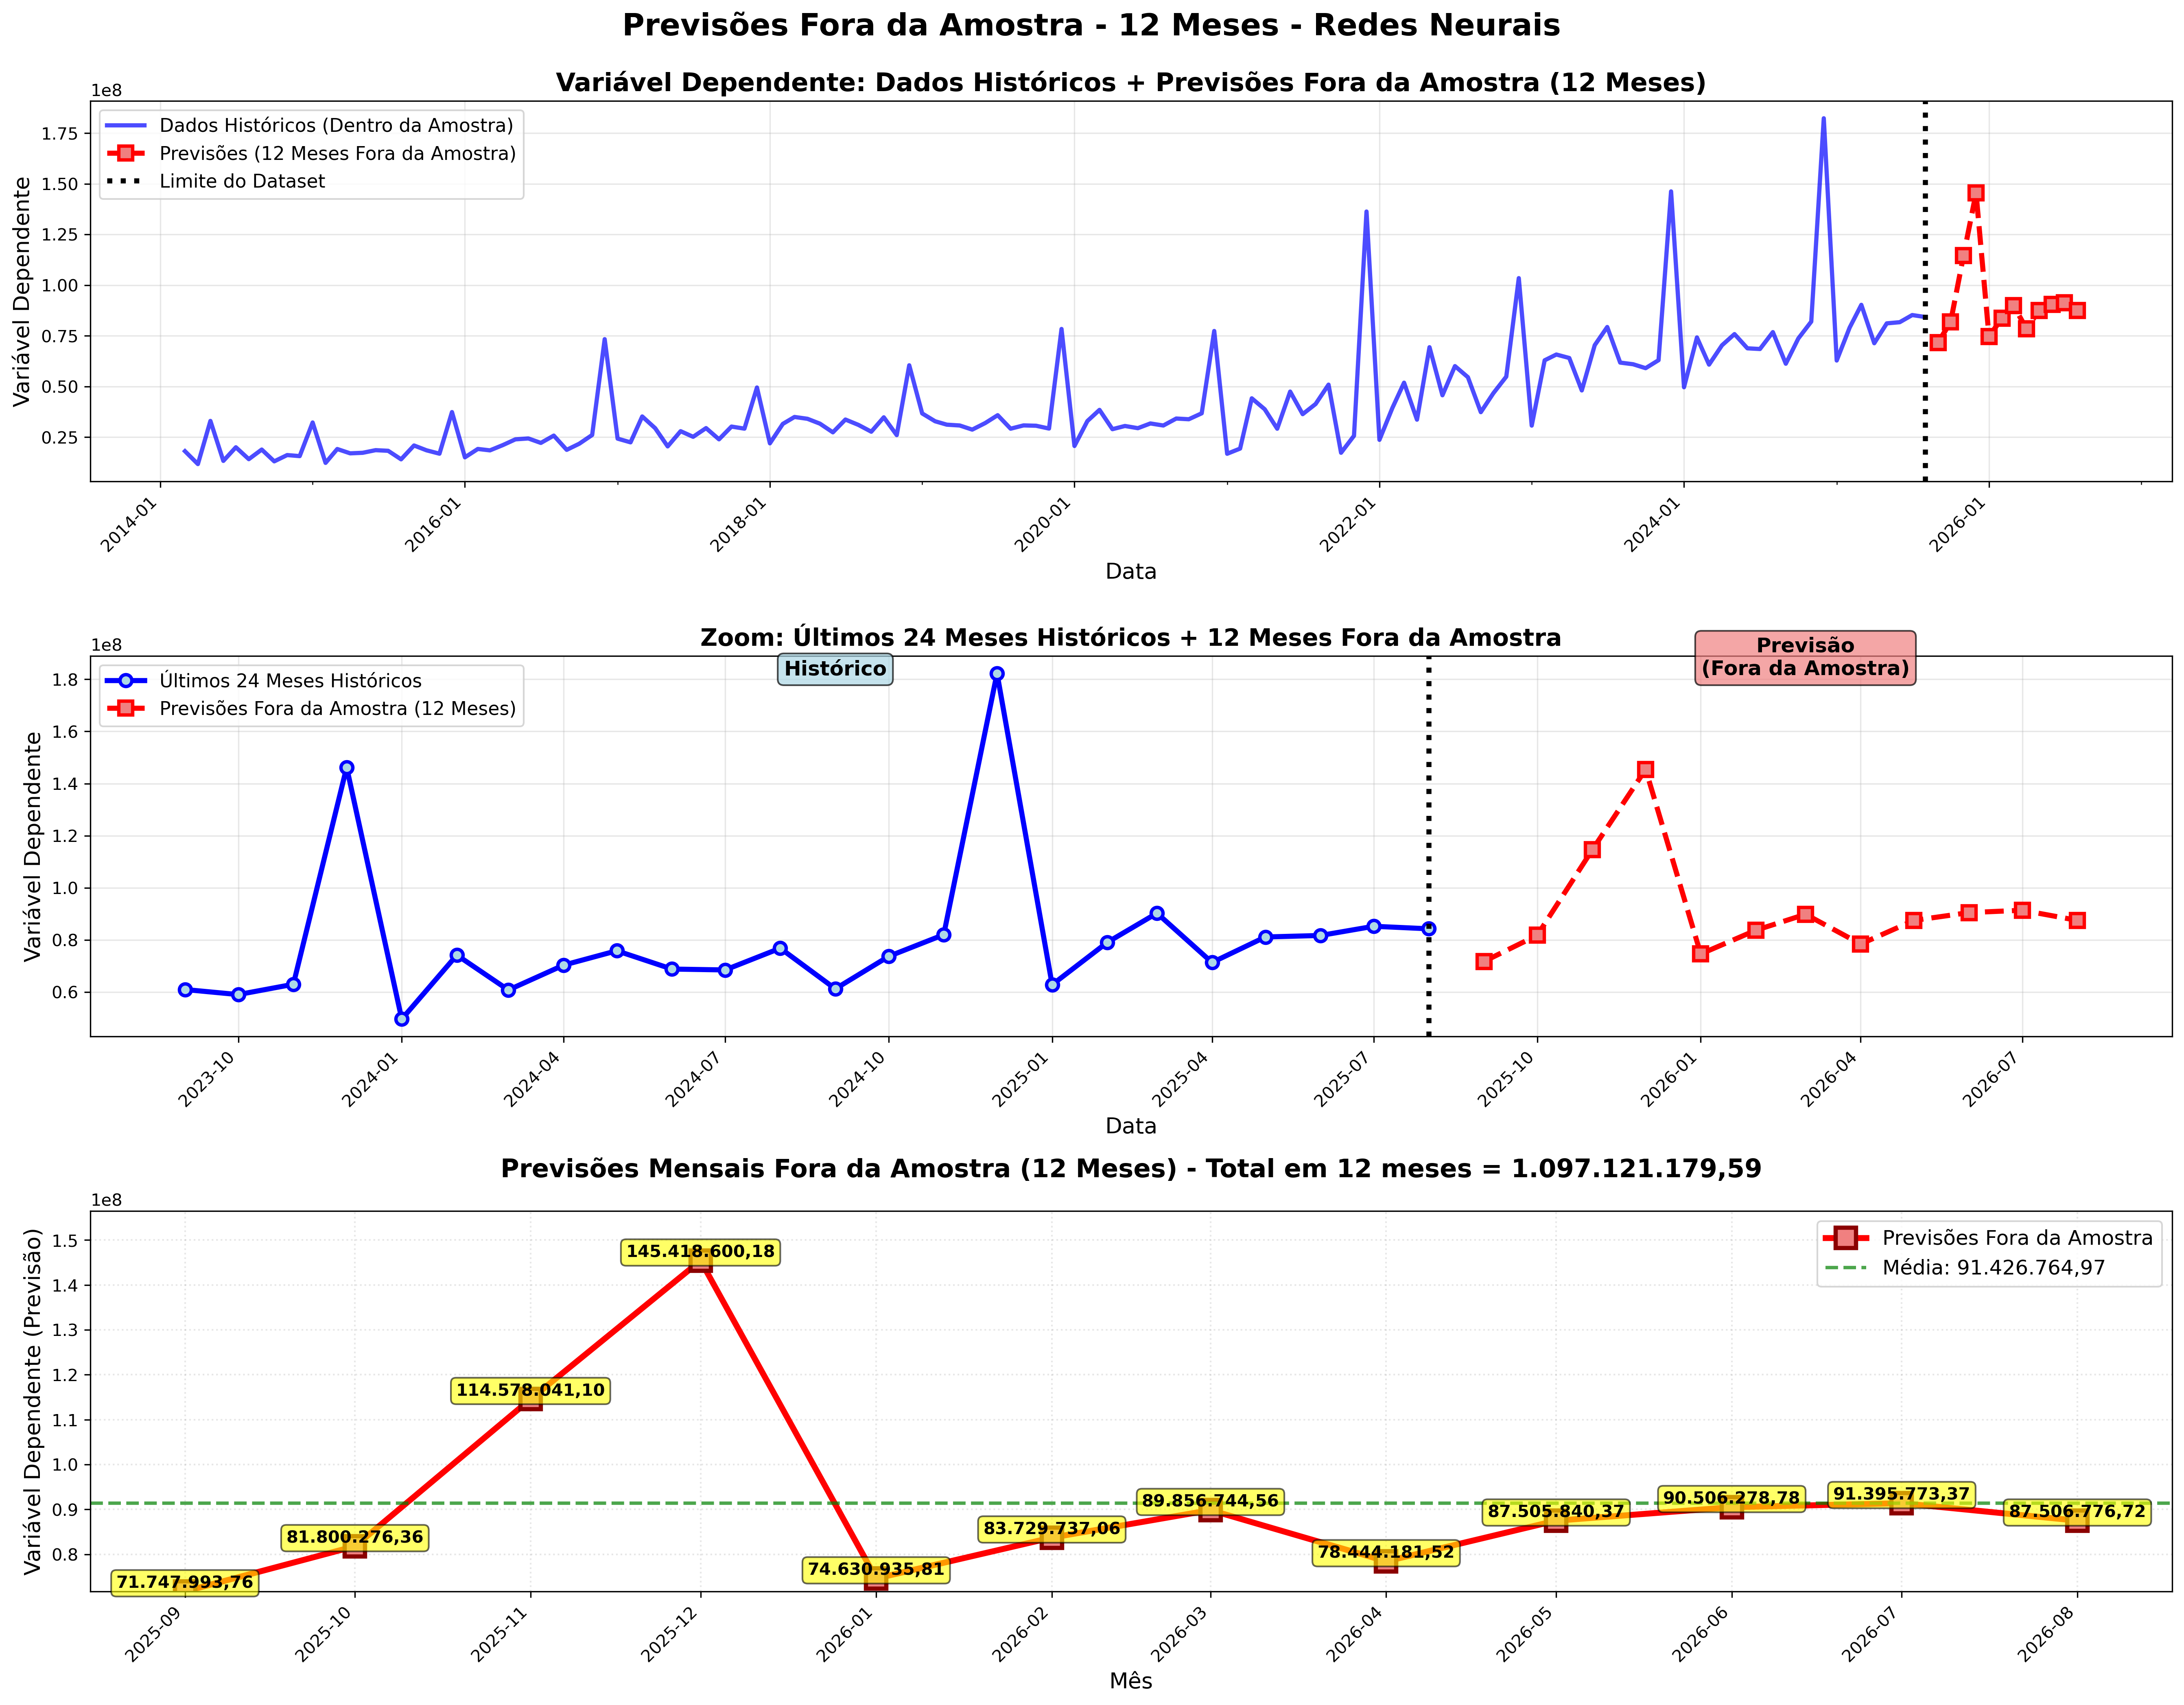 Previsões Fora da Amostra - 12 Meses - Redes Neurais
Variável Dependente: Dados Históricos + Previsões Fora da Amostra (12 Meses)
1e8
Dados Históricos (Dentro da Amostra)
Previsões (12 Meses Fora da Amostra)
Limite do Dataset
Variável Dependente
1.75
1.50
1.25
1.00
0.75
0.50
0.25
2014-01
2016-01
2018-01
2020-01
2022-01
2024-01
2026-01
Data
Zoom: Últimos 24 Meses Históricos + 12 Meses Fora da Amostra
1e8
Últimos 24 Meses Históricos
Previsões Fora da Amostra (12 Meses)
Histórico
Previsão
(Fora da Amostra)
Variável Dependente
1.8
1.6
1.4
1.2
1.0
0.8
0.6
2023-10
2024-01
2024-04
2024-07
2024-10
2025-01
2025-04
2025-07
2025-10
2026-01
2026-04
2026-07
Data
Previsões Mensais Fora da Amostra (12 Meses) - Total em 12 meses = 1.097.121.179,59
1e8
Previsões Fora da Amostra
Média: 91.426.764,97
Variável Dependente (Previsão)
1.5
1.4
1.3
1.2
1.1
1.0
0.9
0.8
71.747.993,76
81.800.276,36
114.578.041,10
145.418.600,18
74.630.935,81
83.729.737,06
89.856.744,56
78.444.181,52
87.505.840,37
90.506.278,78
91.395.773,37
87.506.776,72
2025-09
2025-10
2025-11
2025-12
2026-01
2026-02
2026-03
2026-04
2026-05
2026-06
2026-07
2026-08
Mês